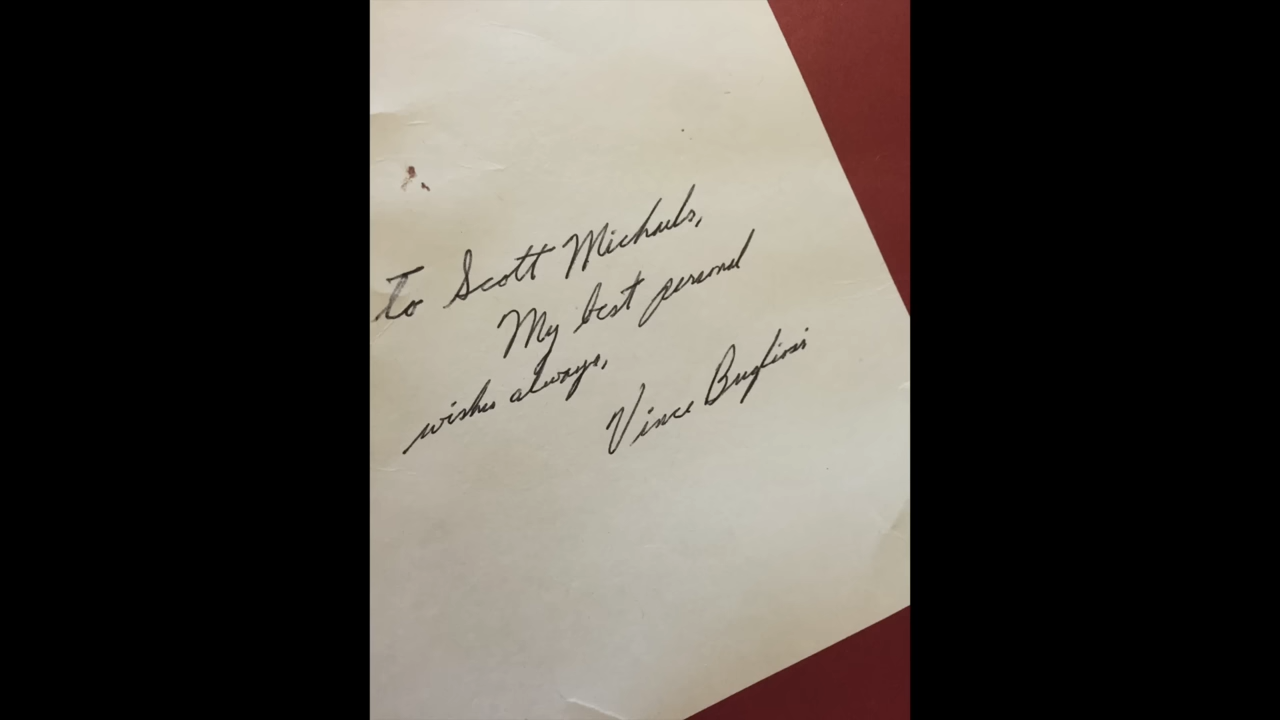 To Scott Michaels,
My best personal
wishes always,
Vince Bugliosi